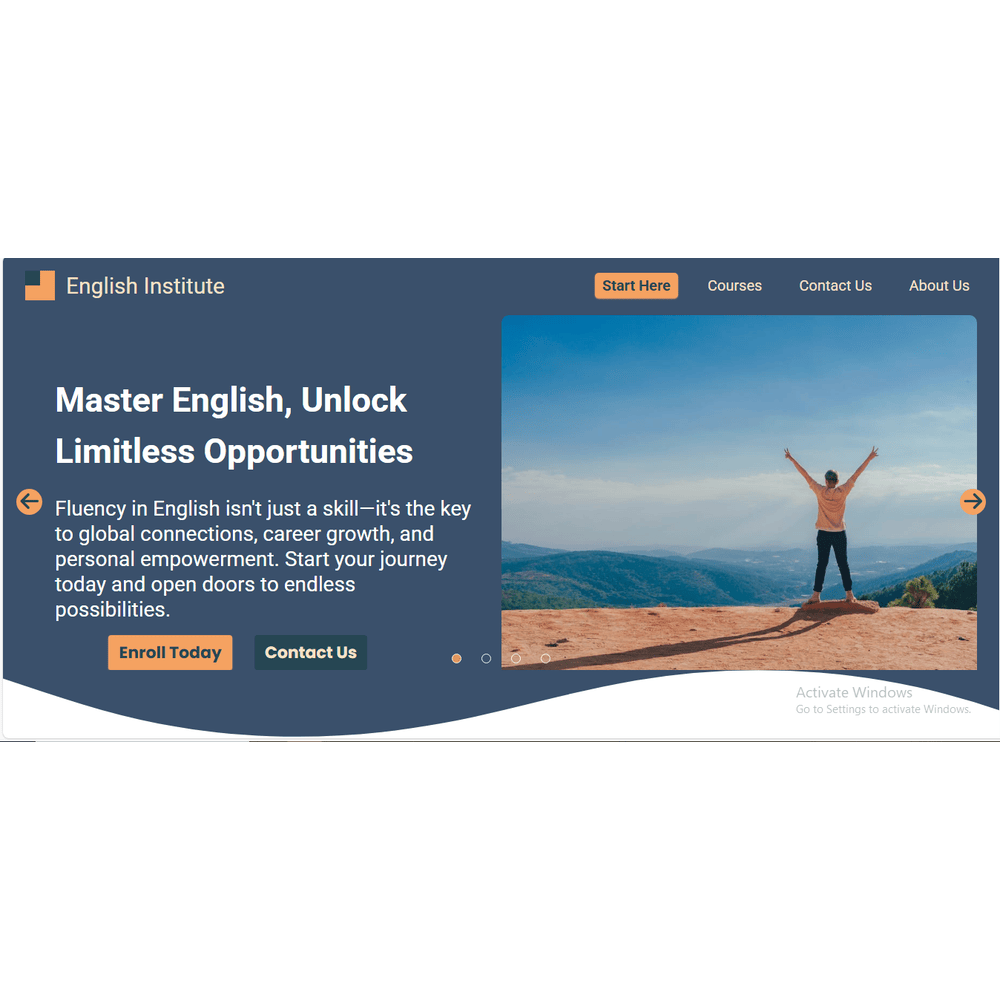 English Institute
Start Here
Courses
Contact Us
About Us
Master English, Unlock
Limitless Opportunities
Fluency in English isn't just a skill—it's the key
to global connections, career growth, and
personal empowerment. Start your journey
today and open doors to endless
possibilities.
Enroll Today
Contact Us
Activate Windows
Go to Settings to activate Windows.